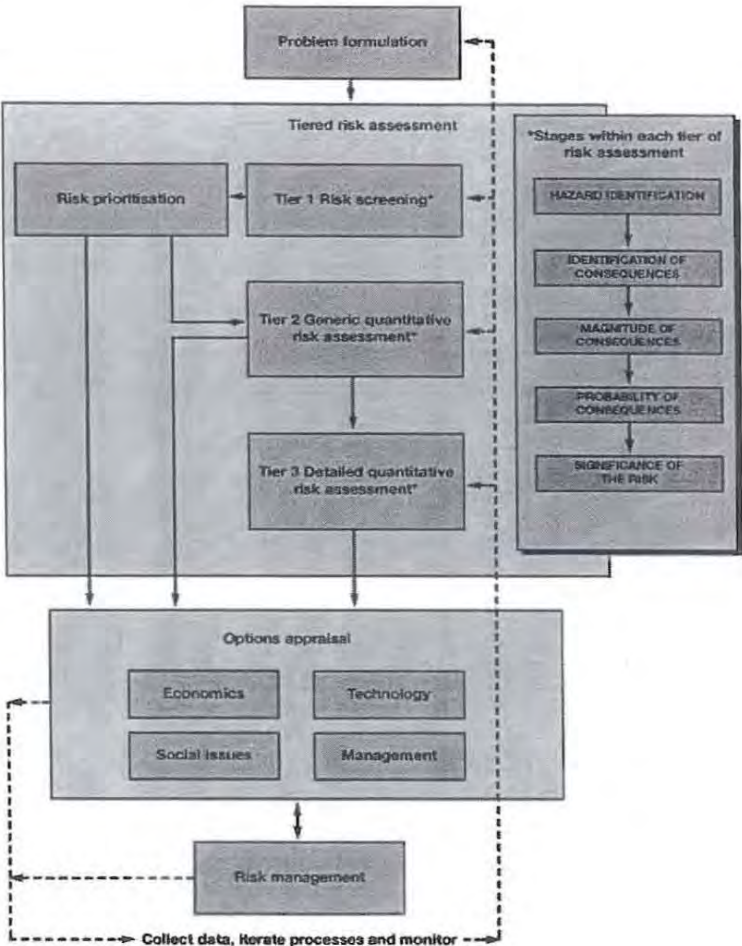 Problem formulation
Tiered risk assessment
Risk prioritisation
Tier 1 Risk screening*
Tier 2 Generic quantitative
risk assessment*
Tier 3 Detailed quantitative
risk assessment*
*Stages within each tier of
risk assessment
HAZARD IDENTIFICATION
IDENTIFICATION OF
CONSEQUENCES
MAGNITUDE OF
CONSEQUENCES
PROBABILITY OF
CONSEQUENCES
SIGNIFICANCE OF
THE RISK
Options appraisal
Economics
Technology
Social issues
Management
Risk management
Collect data, iterate processes and monitor